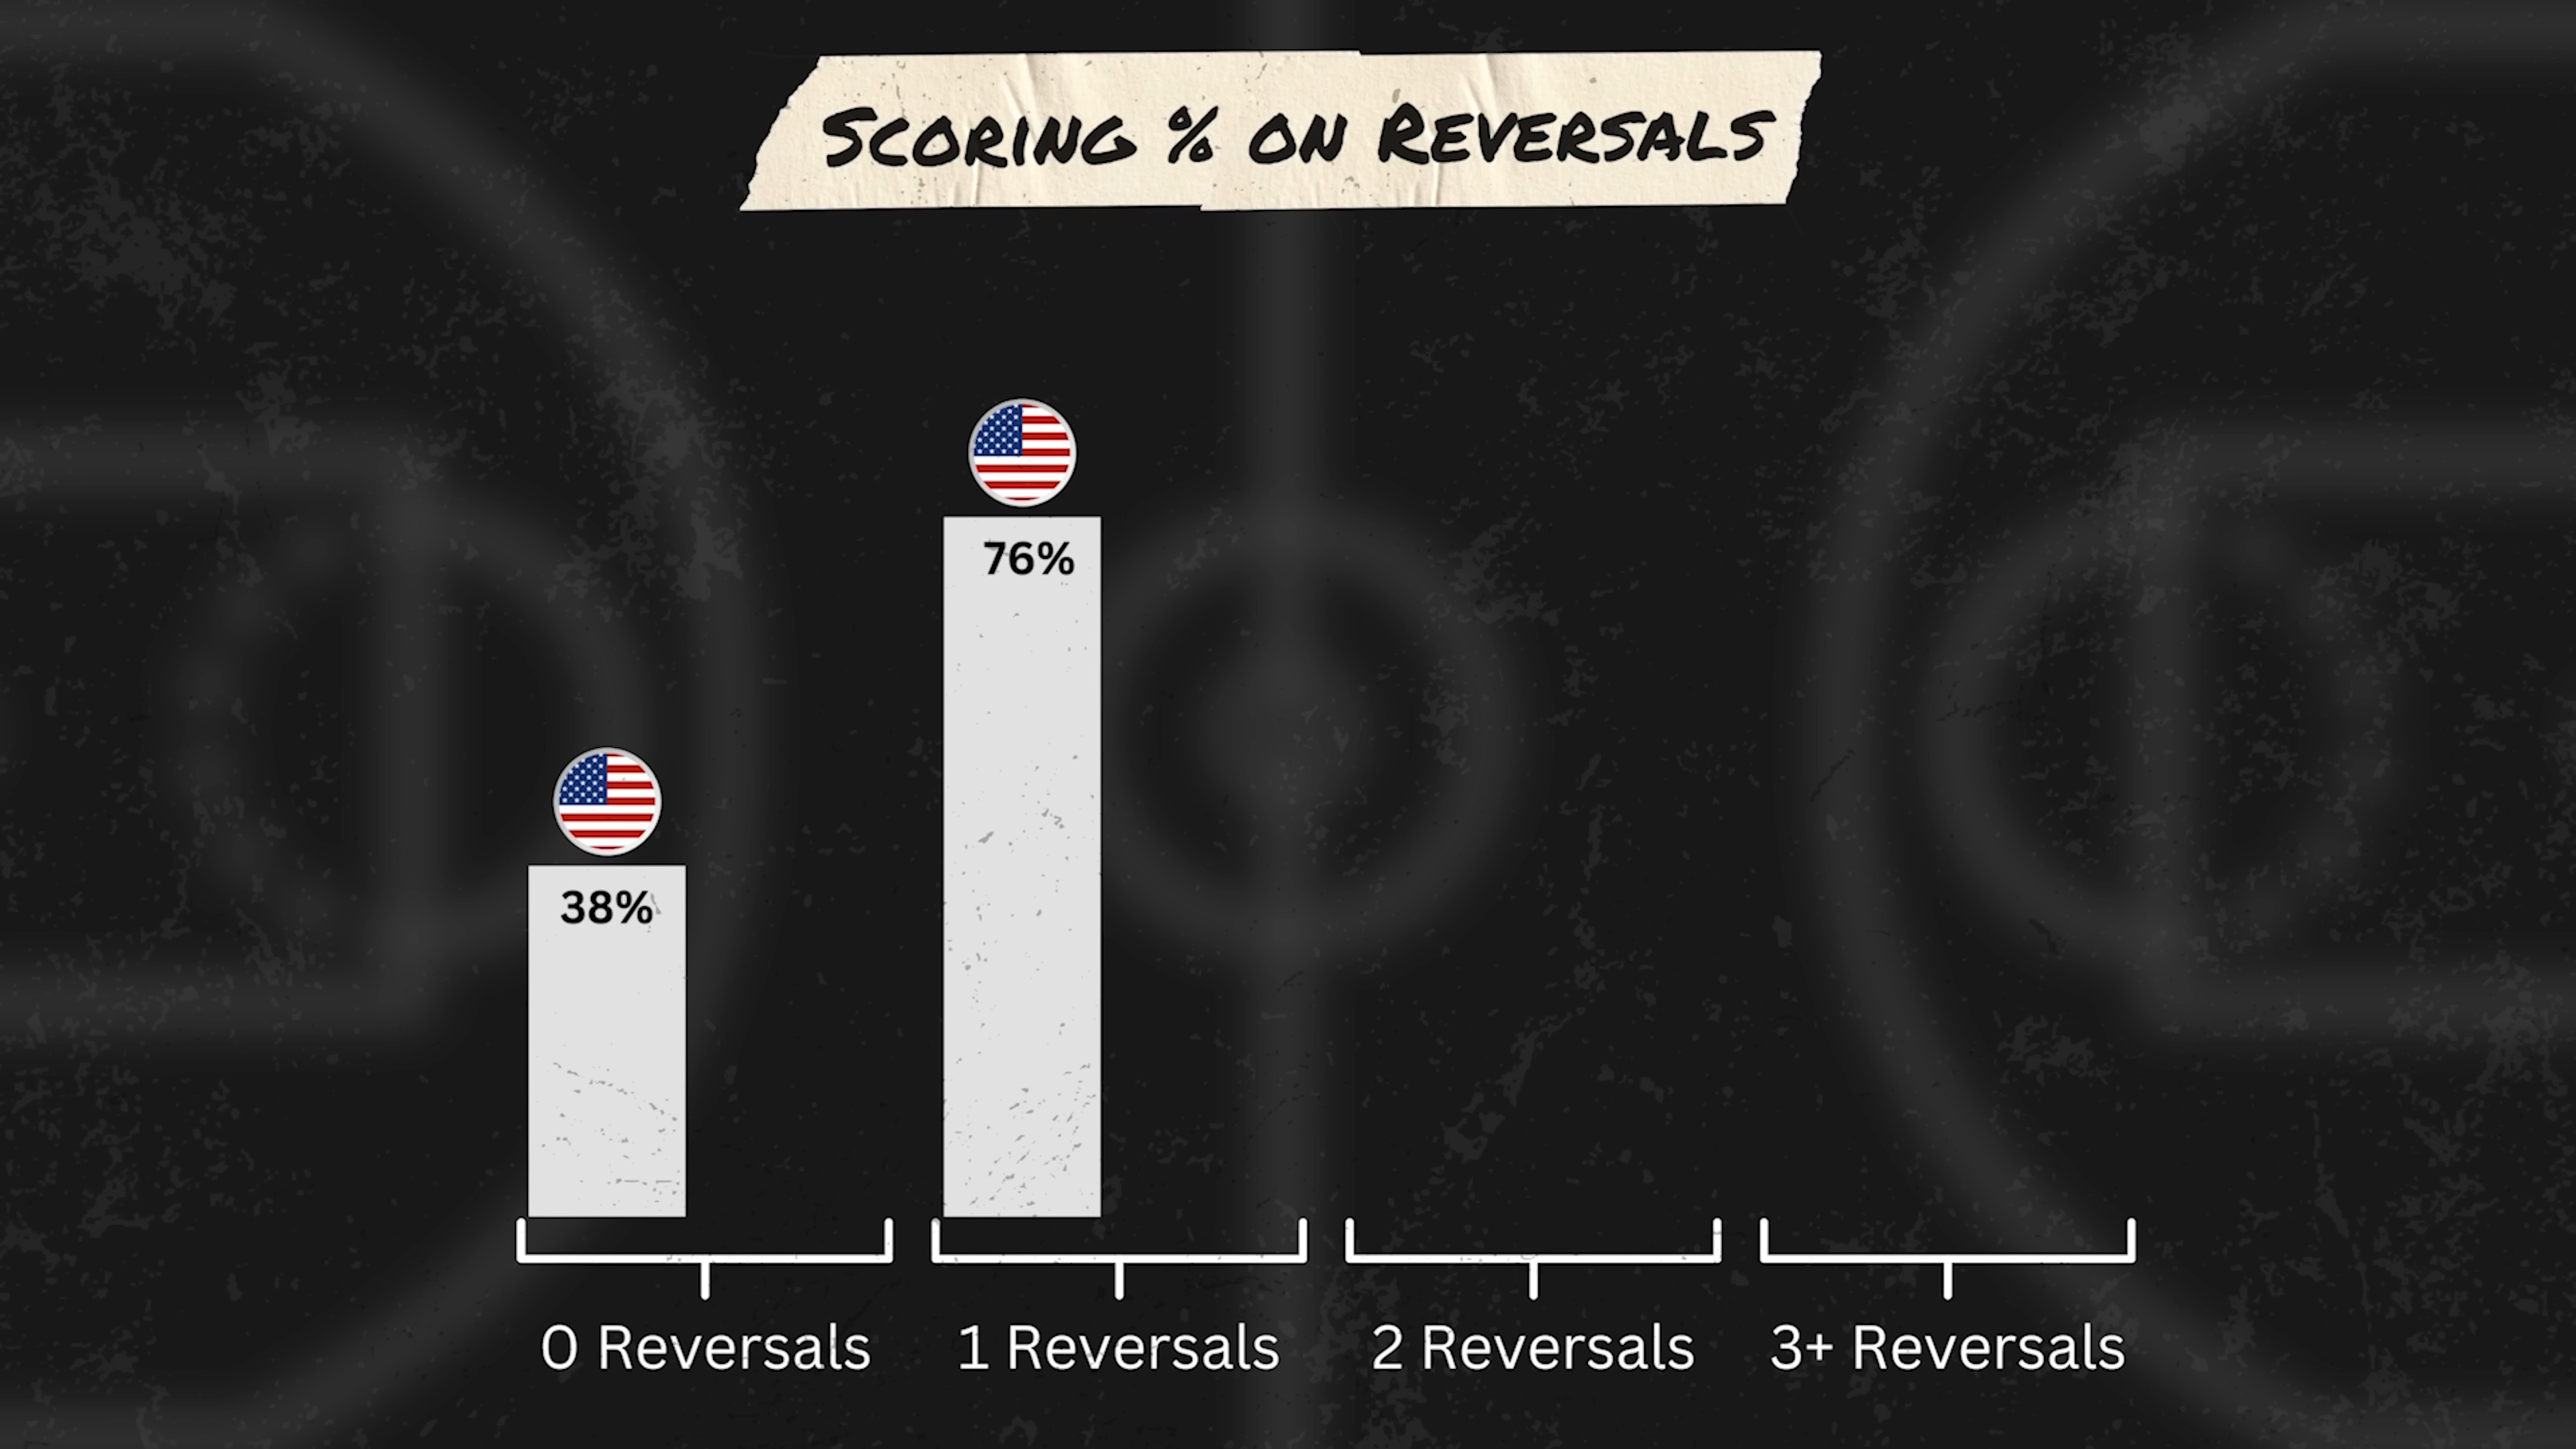 SCORING % ON REVERSALS
76%
38%
0 Reversals
1 Reversals
2 Reversals
3+ Reversals